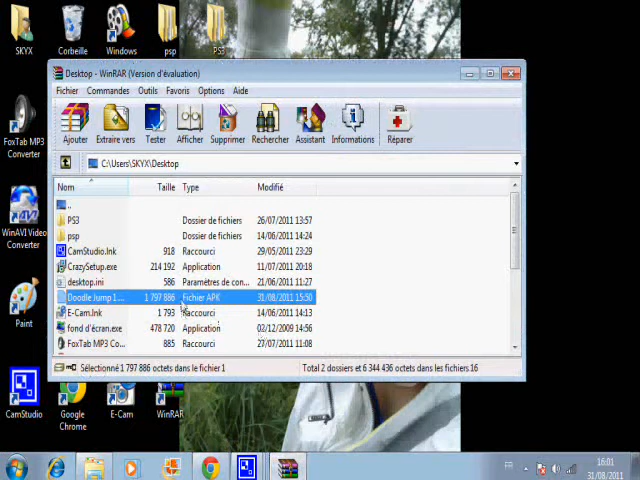 SKYX
Corbeille
Windows
psp
PS3
FoxTab MP3
Converter
WinAVI Video
Converter
Paint
CamStudio
Google
Chrome
E-Cam
WinRAR
Desktop - WinRAR (Version d'évaluation)
Fichier Commandes Outils Favoris Options Aide
Ajouter Extraire vers Tester Afficher Supprimer Rechercher Assistant Informations Réparer
C:\Users\SKYX\Desktop
Nom Taille Type Modifié
..
PS3 Dossier de fichiers 26/07/2011 13:57
psp Dossier de fichiers 14/06/2011 14:24
CamStudio.lnk 918 Raccourci 29/05/2011 23:29
CrazySetup.exe 214 192 Application 11/07/2011 20:18
desktop.ini 586 Paramètres de con... 21/06/2011 11:27
Doodle Jump 1.... 1 797 886 Fichier APK 31/08/2011 15:50
E-Cam.lnk 1 793 Raccourci 14/06/2011 14:13
fond d'écran.exe 478 720 Application 02/12/2009 14:56
FoxTab MP3 Co... 885 Raccourci 27/07/2011 11:08
Sélectionné 1 797 886 octets dans le fichier 1
Total 2 dossiers et 6 344 436 octets dans les fichiers 16
16:01
31/08/2011